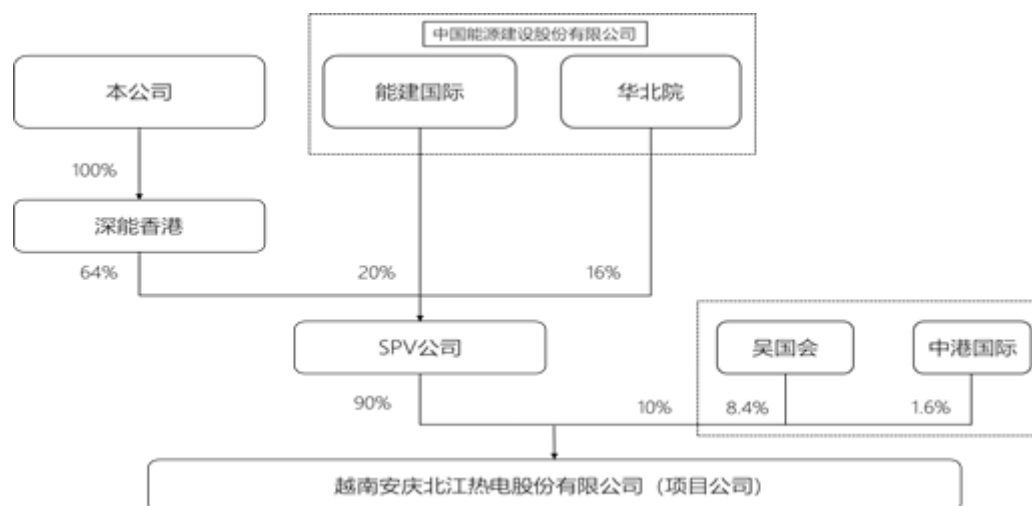 中国能源建设股份有限公司
本公司
能建国际
华北院
100%
深能香港
64%
20%
16%
SPV公司
吴国会
中港国际
90%
10%
8.4%
1.6%
越南安庆北江热电股份有限公司（项目公司）